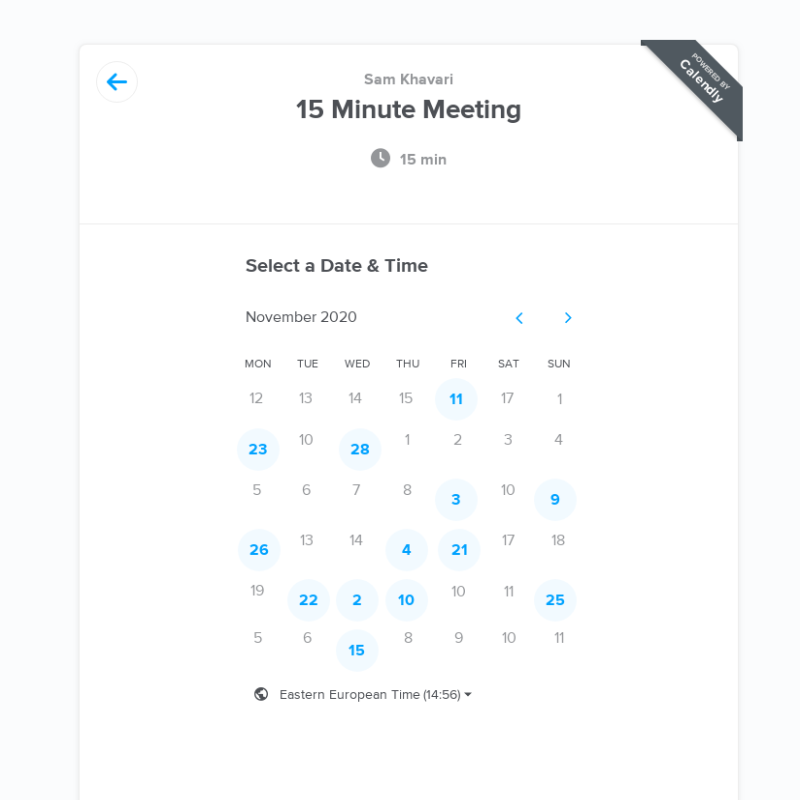 POWERED BY
Calendly
Sam Khavari
15 Minute Meeting
15 min
Select a Date & Time
November 2020
MON TUE WED THU FRI SAT SUN
12 13 14 15 11 17 1
23 10 28 1 2 3 4
5 6 7 8 3 10 9
26 13 14 4 21 17 18
19 22 2 10 10 11 25
5 6 15 8 9 10 11
Eastern European Time (14:56)